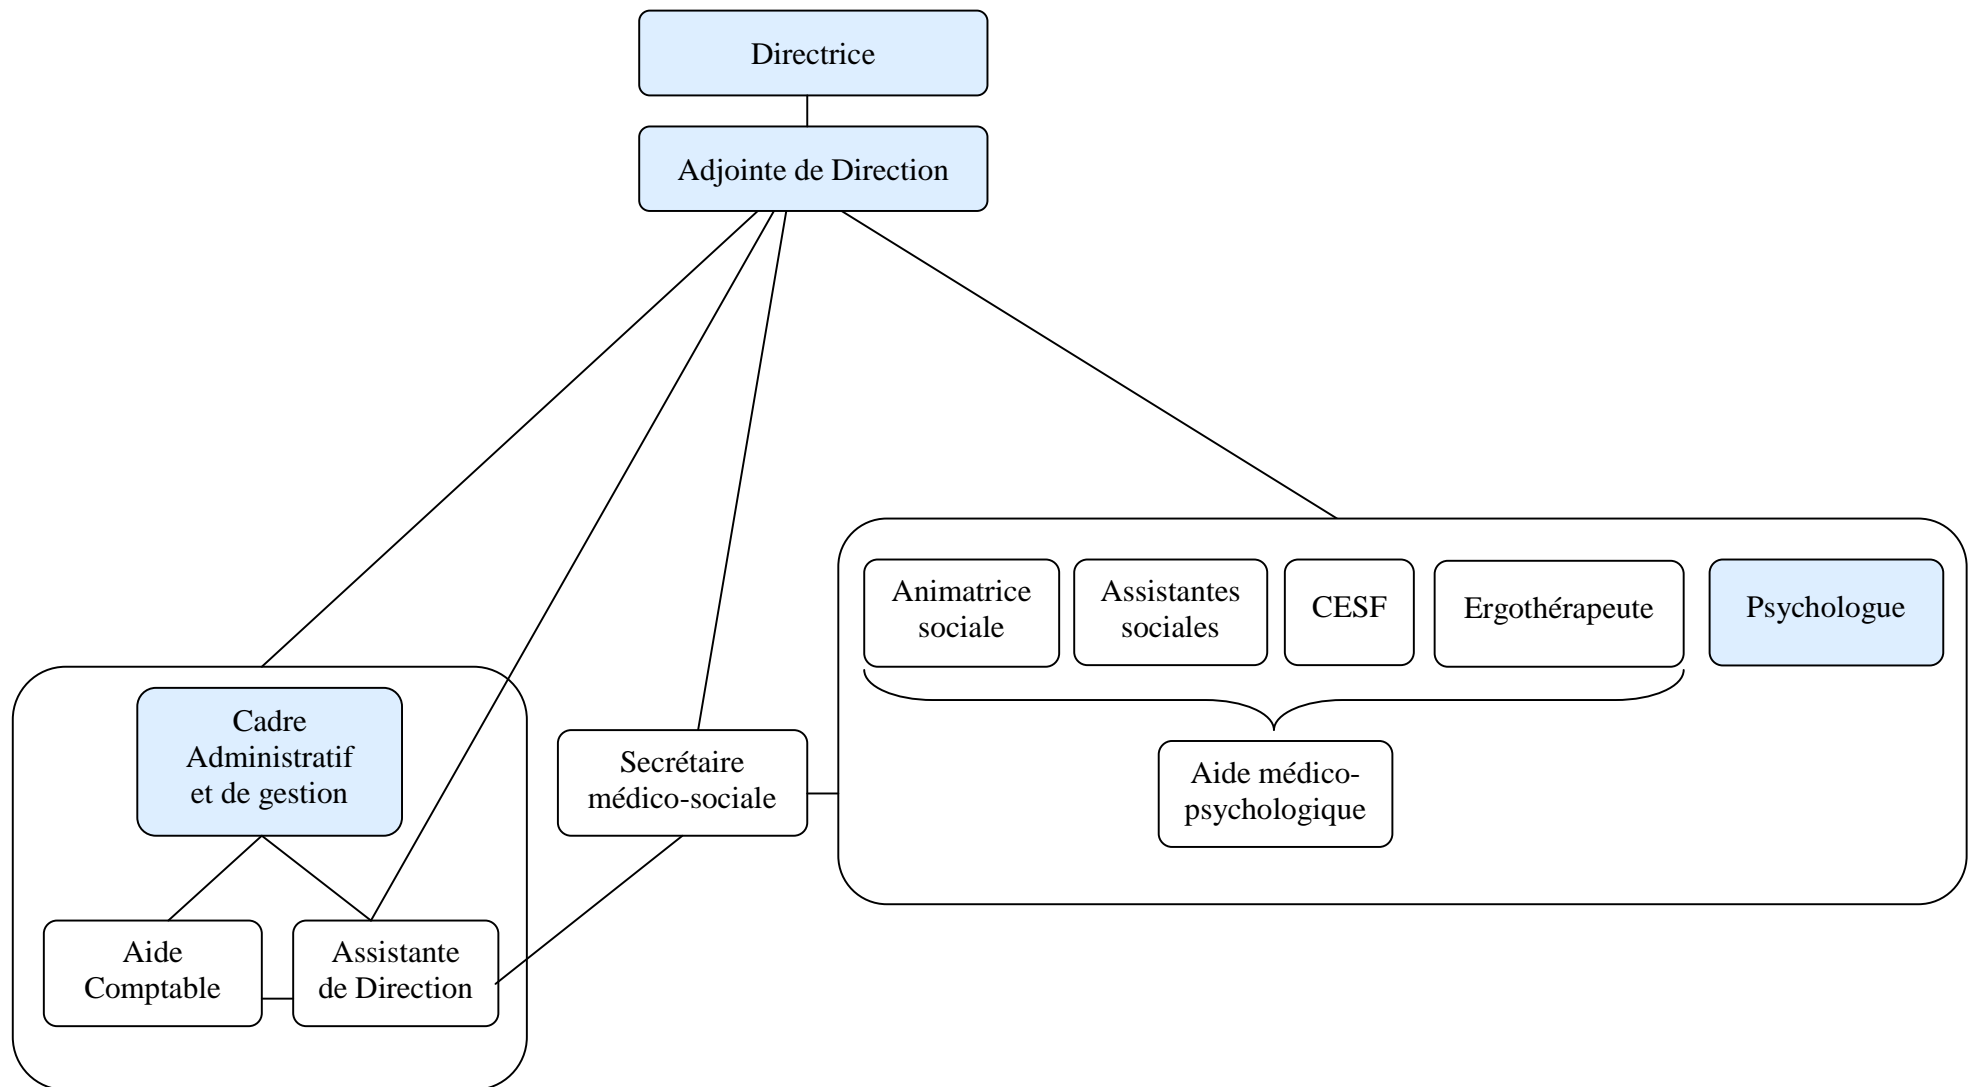 Directrice
Adjointe de Direction
Animatrice
sociale
Assistantes
sociales
CESF
Ergothérapeute
Psychologue
Cadre
Administratif
et de gestion
Secrétaire
médico-sociale
Aide médico-
psychologique
Aide
Comptable
Assistante
de Direction